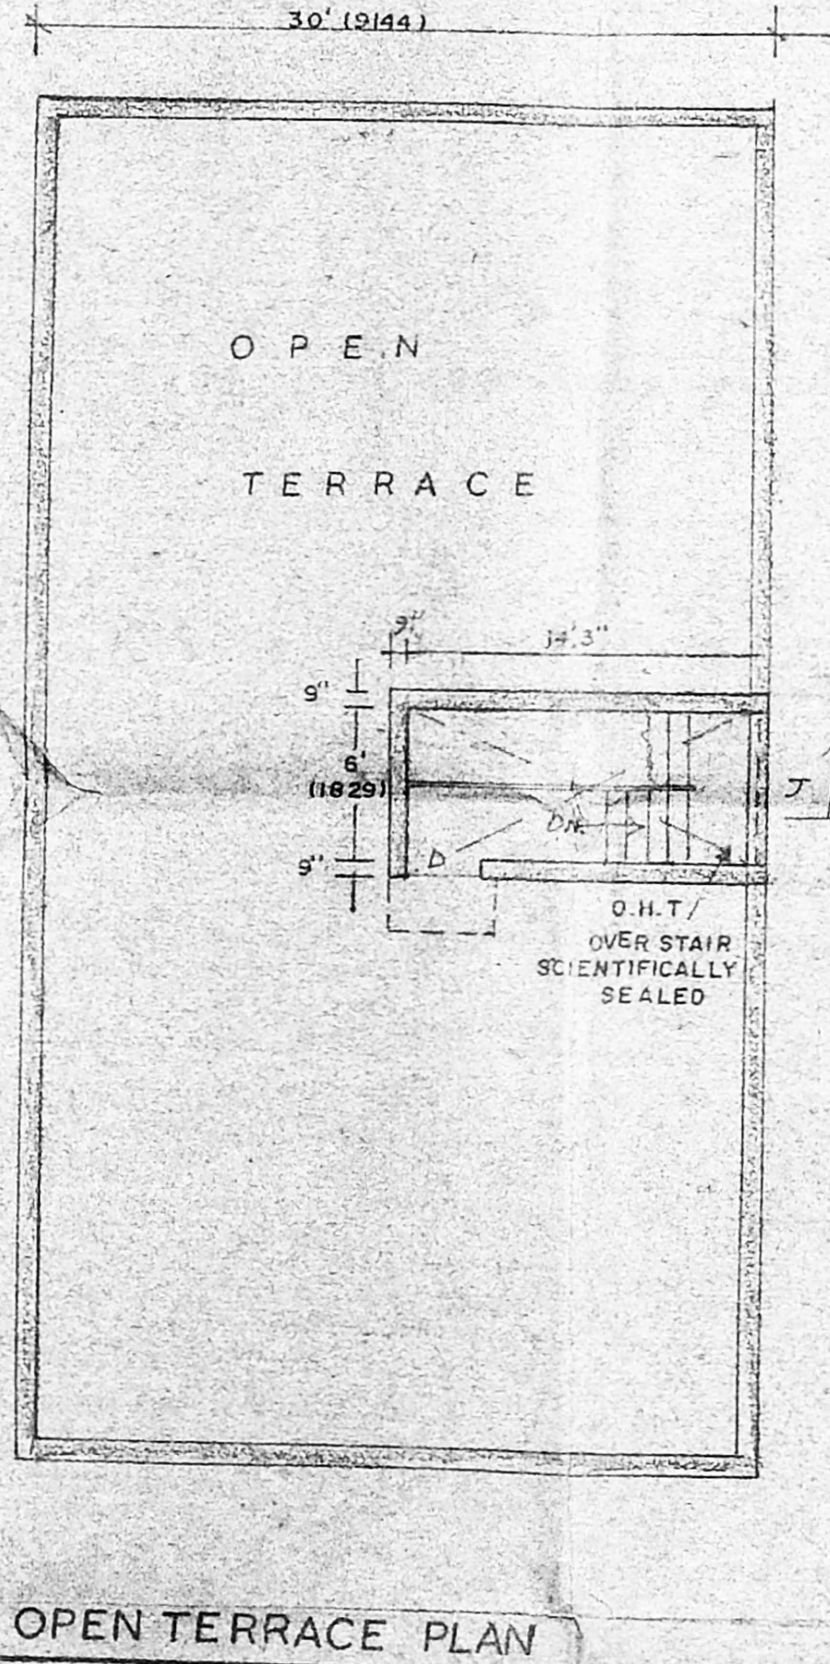 30' (9144)
OPEN
TERRACE
9"
14'3"
9"
6'
(1829)
J
DN.
D
9"
O.H.T/
OVER STAIR
SCIENTIFICALLY
SEALED
OPEN TERRACE PLAN